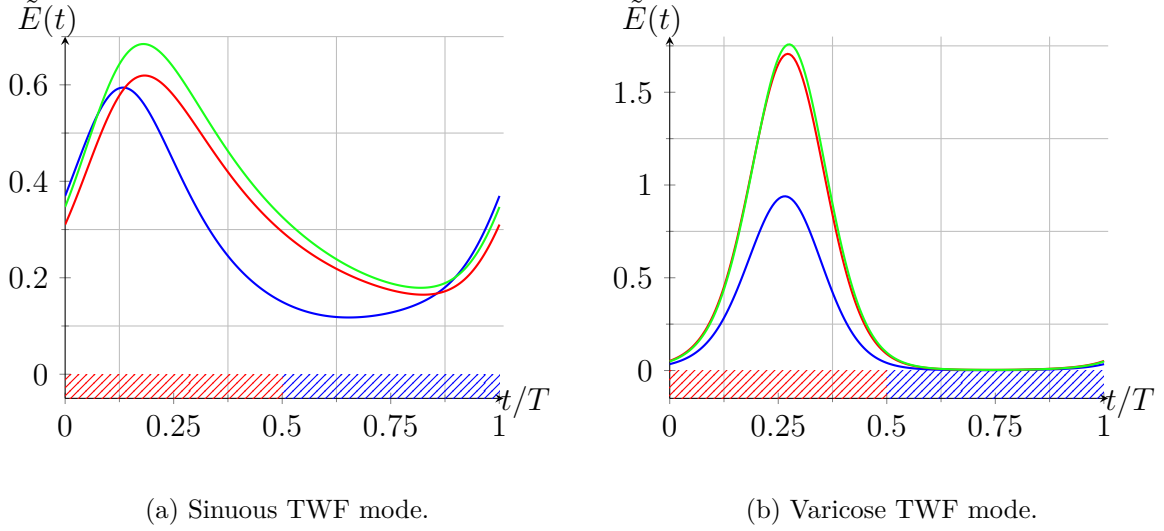 Ẽ(t)
0.6
0.4
0.2
0
0 0.25 0.5 0.75 1
t/T
(a) Sinuous TWF mode.
Ẽ(t)
1.5
1
0.5
0
0 0.25 0.5 0.75 1
t/T
(b) Varicose TWF mode.